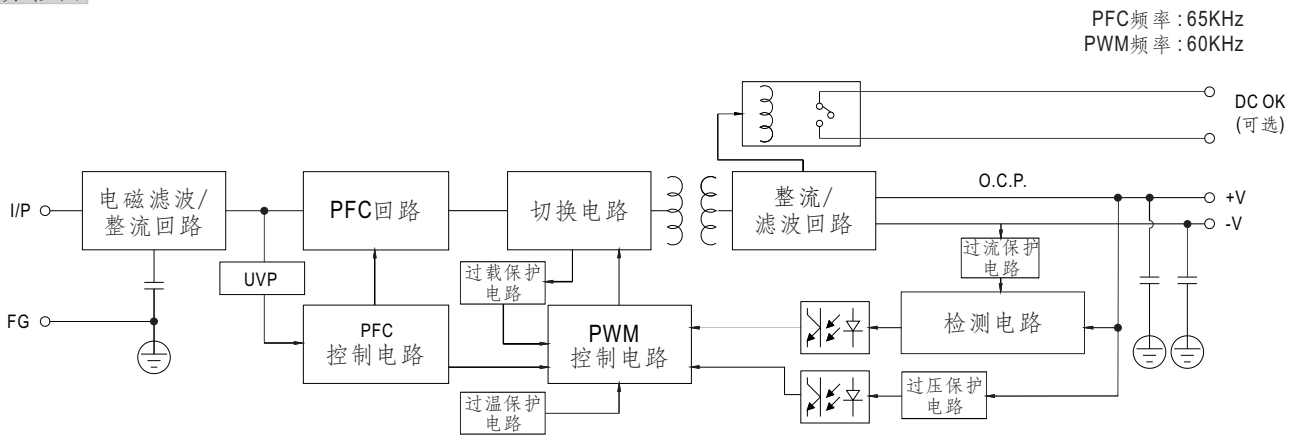 PFC频率 : 65KHz
PWM频率 : 60KHz
DC OK
(可选)
I/P
电磁滤波/
整流回路
PFC回路
切换电路
整流/
滤波回路
O.C.P.
+V
-V
UVP
过载保护
电路
过流保护
电路
FG
PFC
控制电路
PWM
控制电路
检测电路
过温保护
电路
过压保护
电路